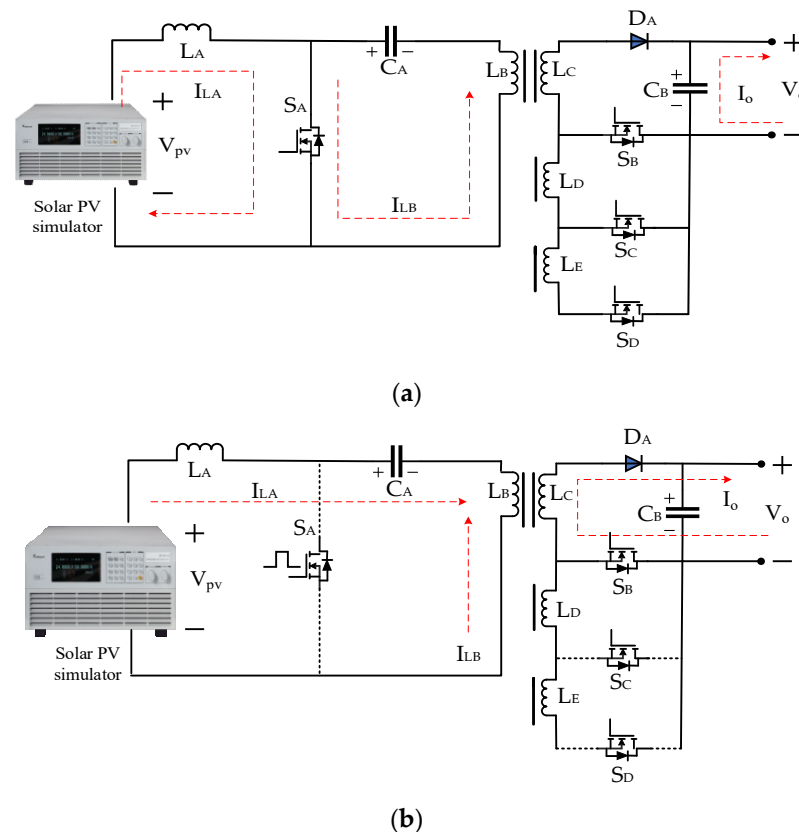 LA
CA
DA
ILA
SA
LB
LC
CB
Io
Vo
Vpv
SB
ILB
LD
Solar PV
simulator
SC
LE
SD
(a)
LA
CA
DA
ILA
SA
LB
LC
CB
Io
Vo
Vpv
SB
LD
Solar PV
simulator
ILB
SC
LE
SD
(b)